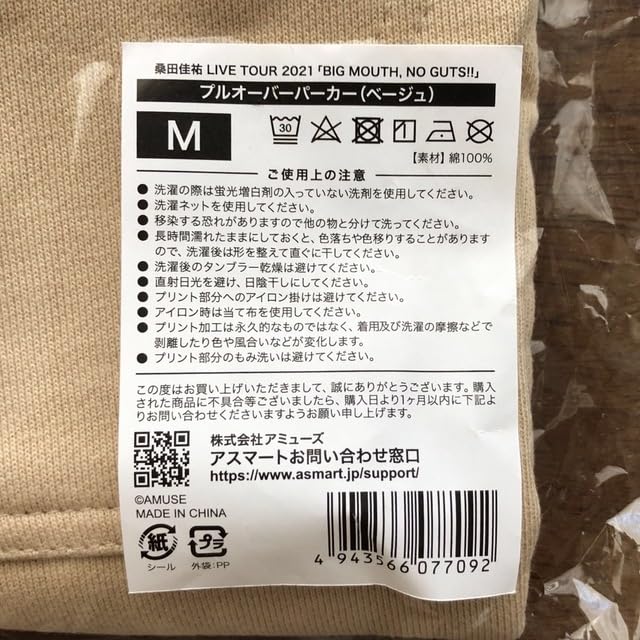 桑田佳祐 LIVE TOUR 2021「BIG MOUTH, NO GUTS!!」
プルオーバーパーカー(ベージュ)
M
30
【素材】綿100%
ご使用上の注意
● 洗濯の際は蛍光増白剤の入っていない洗剤を使用してください。
● 洗濯ネットを使用してください。
● 移染する恐れがありますので他の物と分けて洗ってください。
● 長時間濡れたままにしておくと、色落ちや色移りすることがありま
すので、洗濯後は形を整えて直ぐに干してください。
● 洗濯後のタンブラー乾燥は避けてください。
● 直射日光を避け、日陰干しにしてください。
● プリント部分へのアイロン掛けは避けてください。
● アイロン時は当て布を使用してください。
● プリント加工は永久的なものではなく、着用及び洗濯の摩擦などで
剥離したり色や風合いなどが変化します。
● プリント部分のもみ洗いは避けてください。
この度はお買い上げいただきまして、誠にありがとうございます。購入
された商品に不具合等ございましたら、購入日より1ヶ月以内に下記よ
りお問い合わせくださいますようお願い申し上げます。
株式会社アミューズ
アスマートお問い合わせ窓口
https://www.asmart.jp/support/
©AMUSE
MADE IN CHINA
紙
シール
プラ
外袋:PP
4 943566 077092